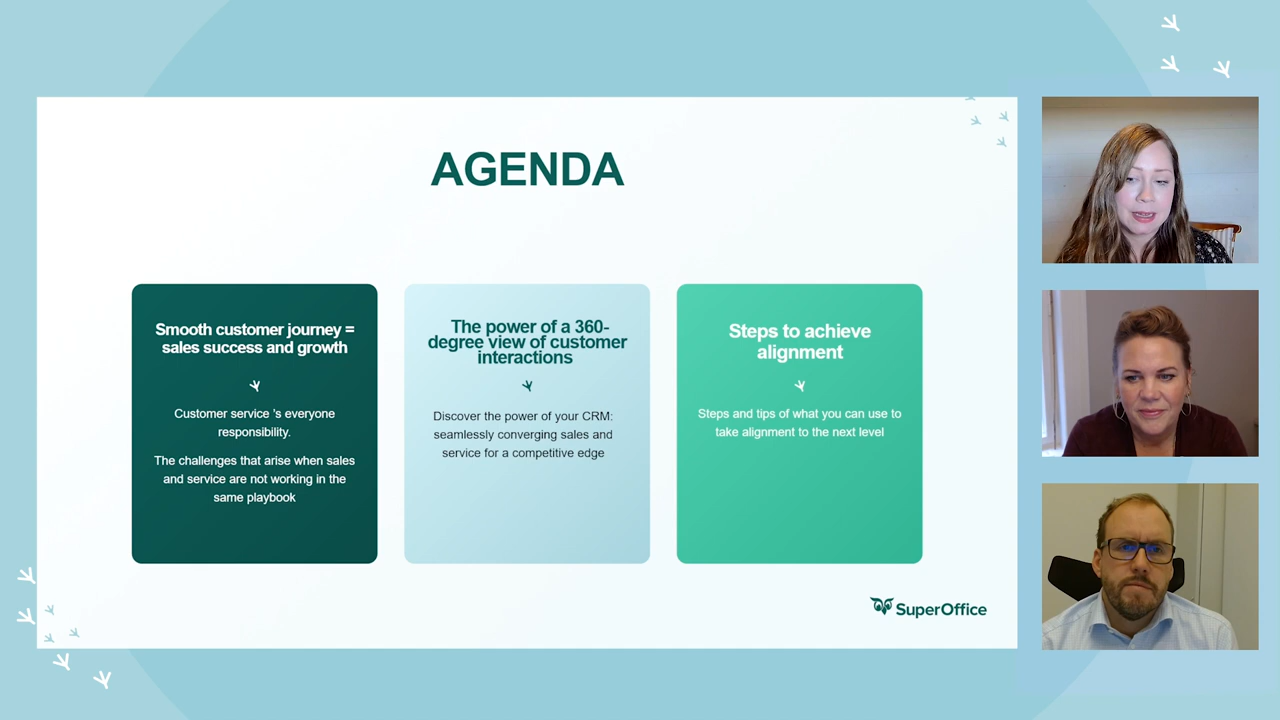 AGENDA
Smooth customer journey =
sales success and growth
Customer service 's everyone
responsibility.
The challenges that arise when sales
and service are not working in the
same playbook
The power of a 360-
degree view of customer
interactions
Discover the power of your CRM:
seamlessly converging sales and
service for a competitive edge
Steps to achieve
alignment
Steps and tips of what you can use to
take alignment to the next level
SuperOffice